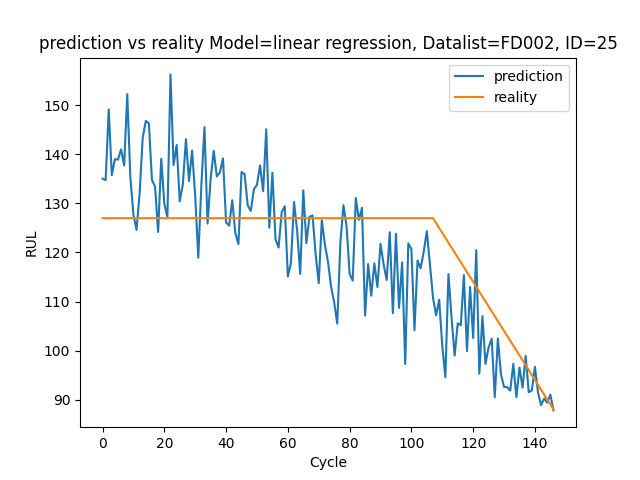 prediction vs reality Model=linear regression, Datalist=FD002, ID=25
prediction
reality
RUL
150
140
130
120
110
100
90
0 20 40 60 80 100 120 140
Cycle